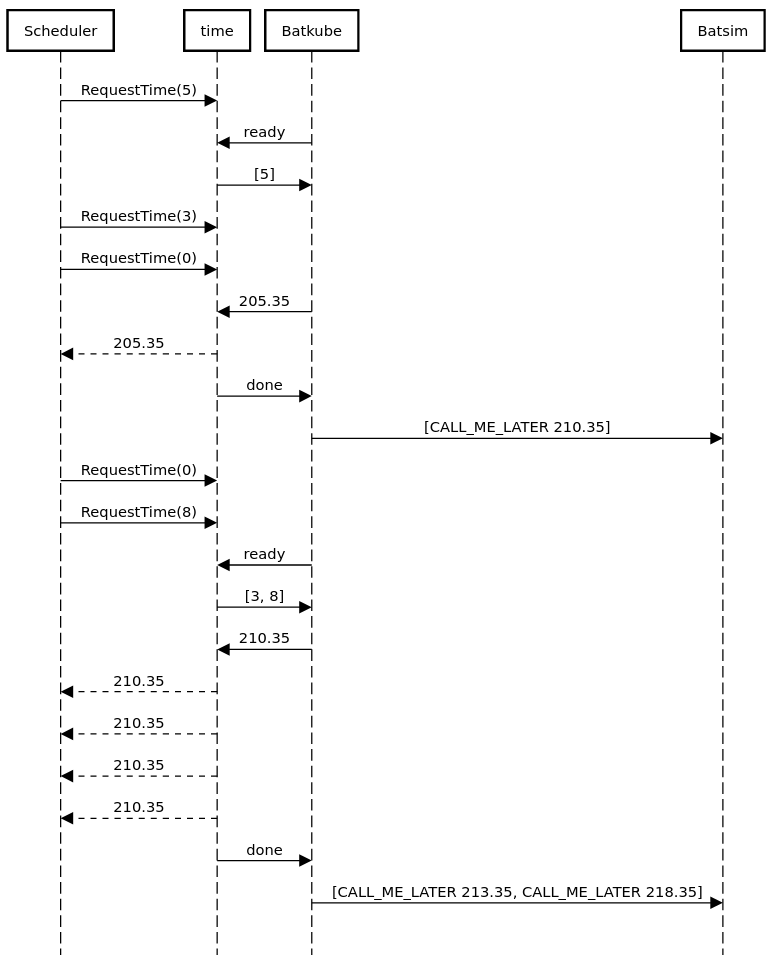 Scheduler
time
Batkube
Batsim
RequestTime(5)
ready
[5]
RequestTime(3)
RequestTime(0)
205.35
205.35
done
[CALL_ME_LATER 210.35]
RequestTime(0)
RequestTime(8)
ready
[3, 8]
210.35
210.35
210.35
210.35
210.35
done
[CALL_ME_LATER 213.35, CALL_ME_LATER 218.35]